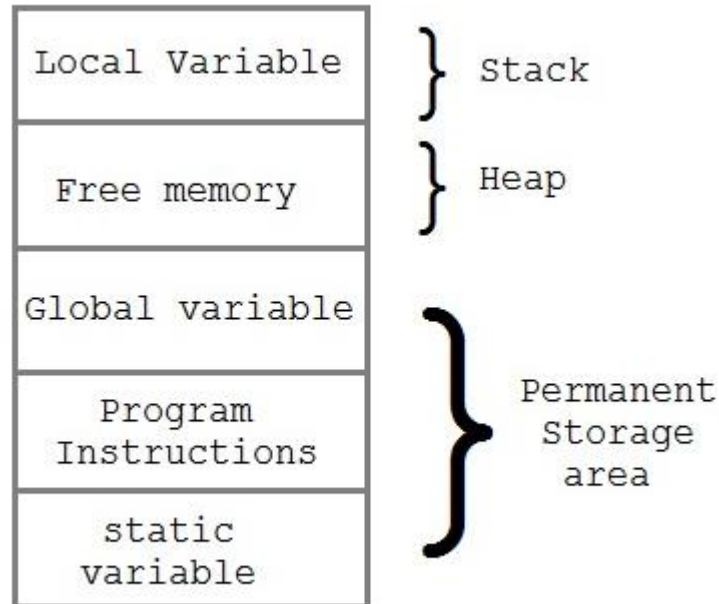 Local Variable
Stack
Free memory
Heap
Global variable
Program
Instructions
Permanent
Storage
area
static
variable